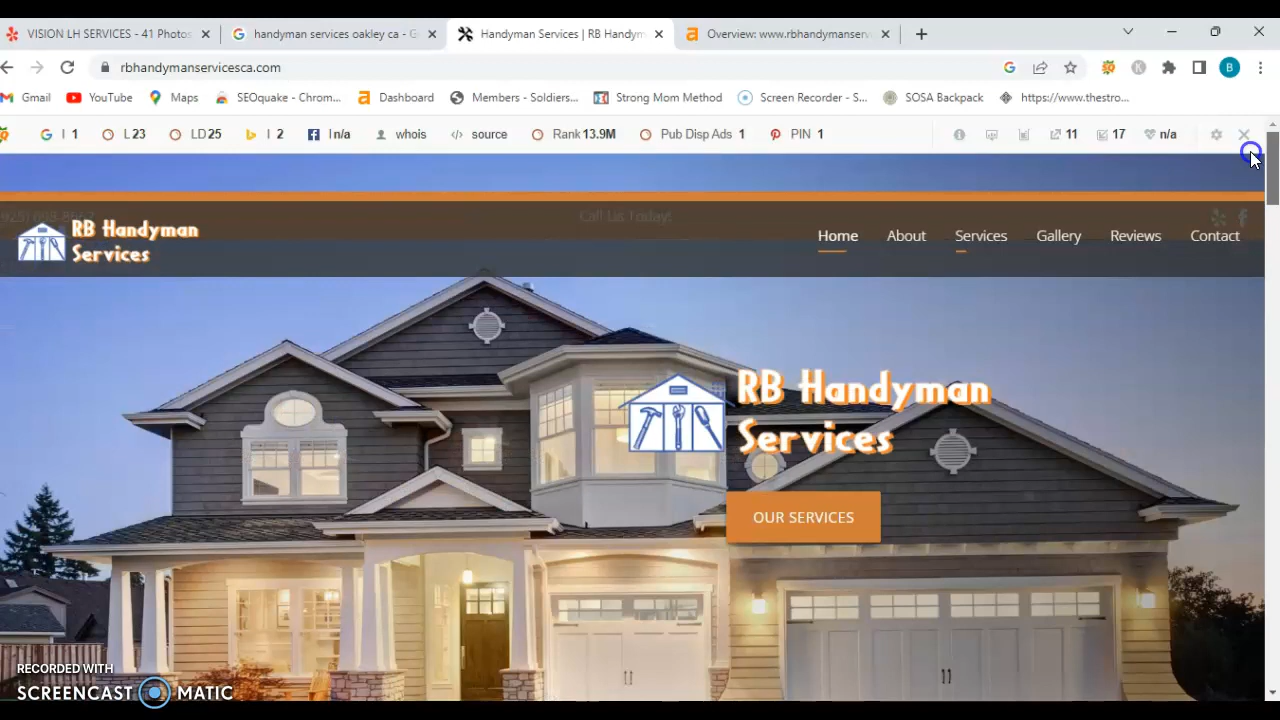 VISION LH SERVICES - 41 Photos
handyman services oakley ca - G
Handyman Services | RB Handym
Overview: www.rbhandymanserv
rbhandymanservicesca.com
B
Gmail
YouTube
Maps
SEOquake - Chrom...
Dashboard
Members - Soldiers...
Strong Mom Method
Screen Recorder - S...
SOSA Backpack
https://www.thestro...
I 1
L 23
LD 25
I 2
I n/a
whois
source
Rank 13.9M
Pub Disp Ads 1
PIN 1
11
17
n/a
Call Us Today!
RB Handyman
Services
Home
About
Services
Gallery
Reviews
Contact
RB Handyman
Services
OUR SERVICES
RECORDED WITH
SCREENCAST MATIC